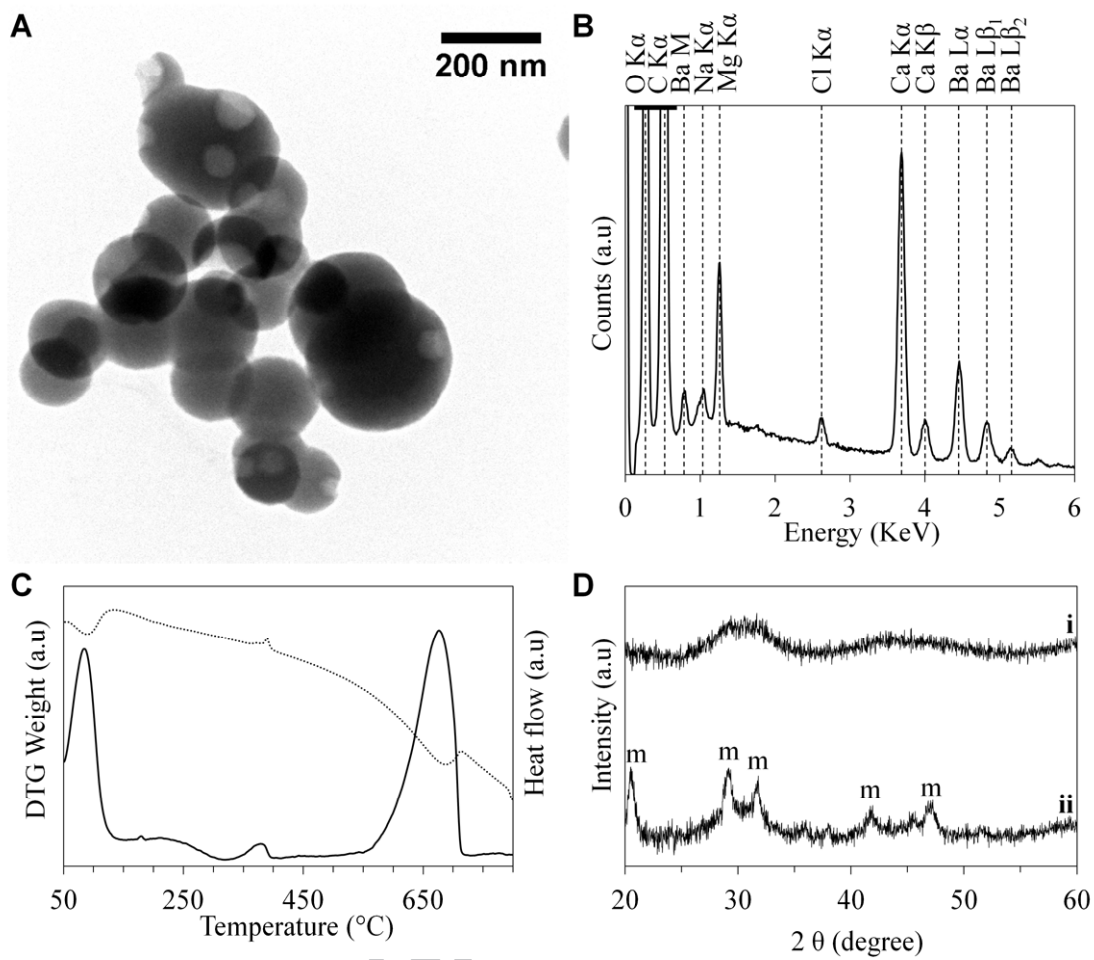 A
200 nm
B
O Kα
C Kα
Ba M
Na Kα
Mg Kα
Cl Kα
Ca Kα
Ca Kβ
Ba Lα
Ba Lβ1
Ba Lβ2
Counts (a.u)
0 1 2 3 4 5 6
Energy (KeV)
C
DTG Weight (a.u)
Heat flow (a.u)
50 250 450 650
Temperature (°C)
D
Intensity (a.u)
i
m m m m m
ii
20 30 40 50 60
2 θ (degree)